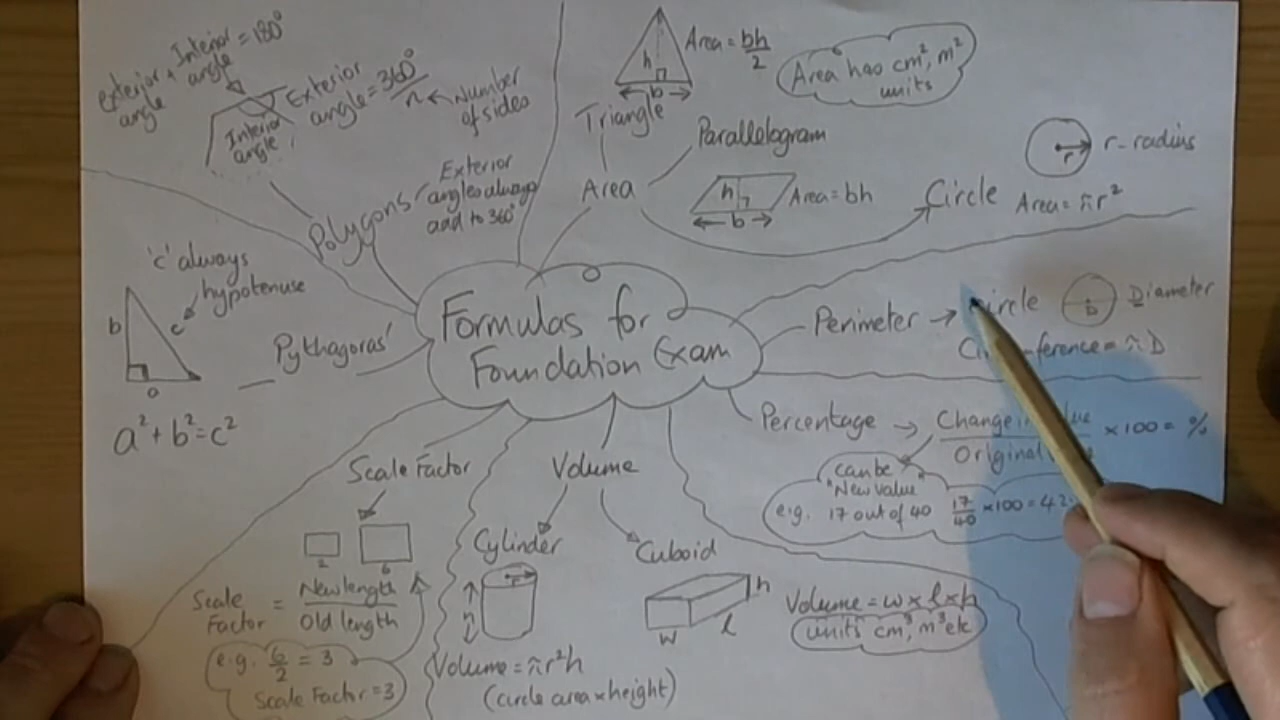 Formulas for
Foundation Exam
exterior + Interior = 180°
angle angle
Interior
angle
Exterior
angle = 360°
n ← Number
of sides
Polygons
Exterior
angles always
add to 360°
Area
Triangle
h
b
Area = bh
2
Area has cm², m²
units
Parallelogram
h
b
Area = bh
Circle
r
r - radius
Area = πr²
Perimeter →
D
Diameter
= πD
Percentage →
Original
× 100 = %
can be
"New value"
e.g. 17 out of 40
17
40
× 100 =
Volume
Cuboid
h
w
l
Volume = w × l × h
units cm³, m³ etc
Cylinder
r
h
Volume = πr²h
(circle area × height)
Scale Factor
2
6
Scale
Factor
=
New length
Old length
e.g. 6 = 3
2
Scale Factor = 3
Pythagoras'
'c' always
hypotenuse
b
c
a
a² + b² = c²